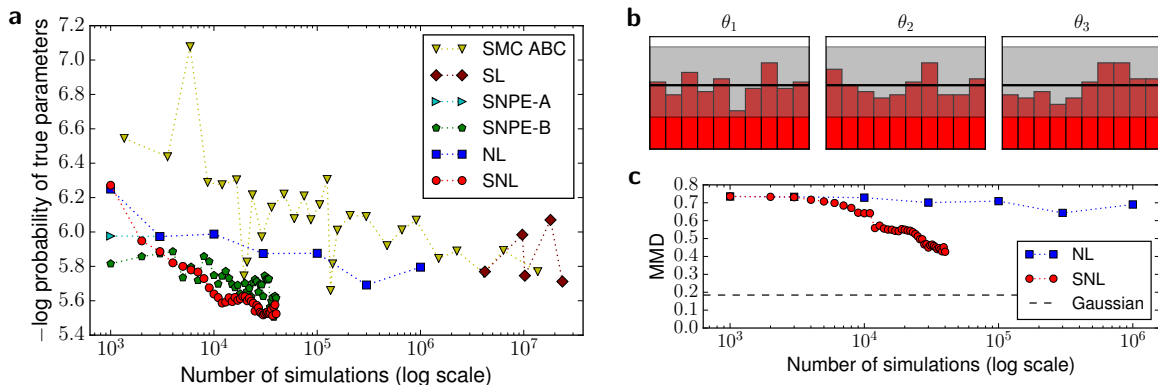 a
7.2
7.0
6.8
6.6
6.4
6.2
6.0
5.8
5.6
5.4
−log probability of true parameters
SMC ABC
SL
SNPE-A
SNPE-B
NL
SNL
10³ 10⁴ 10⁵ 10⁶ 10⁷
Number of simulations (log scale)
b
θ₁ θ₂ θ₃
c
0.8
0.7
0.6
0.5
0.4
0.3
0.2
0.1
0.0
MMD
NL
SNL
Gaussian
10³ 10⁴ 10⁵ 10⁶
Number of simulations (log scale)